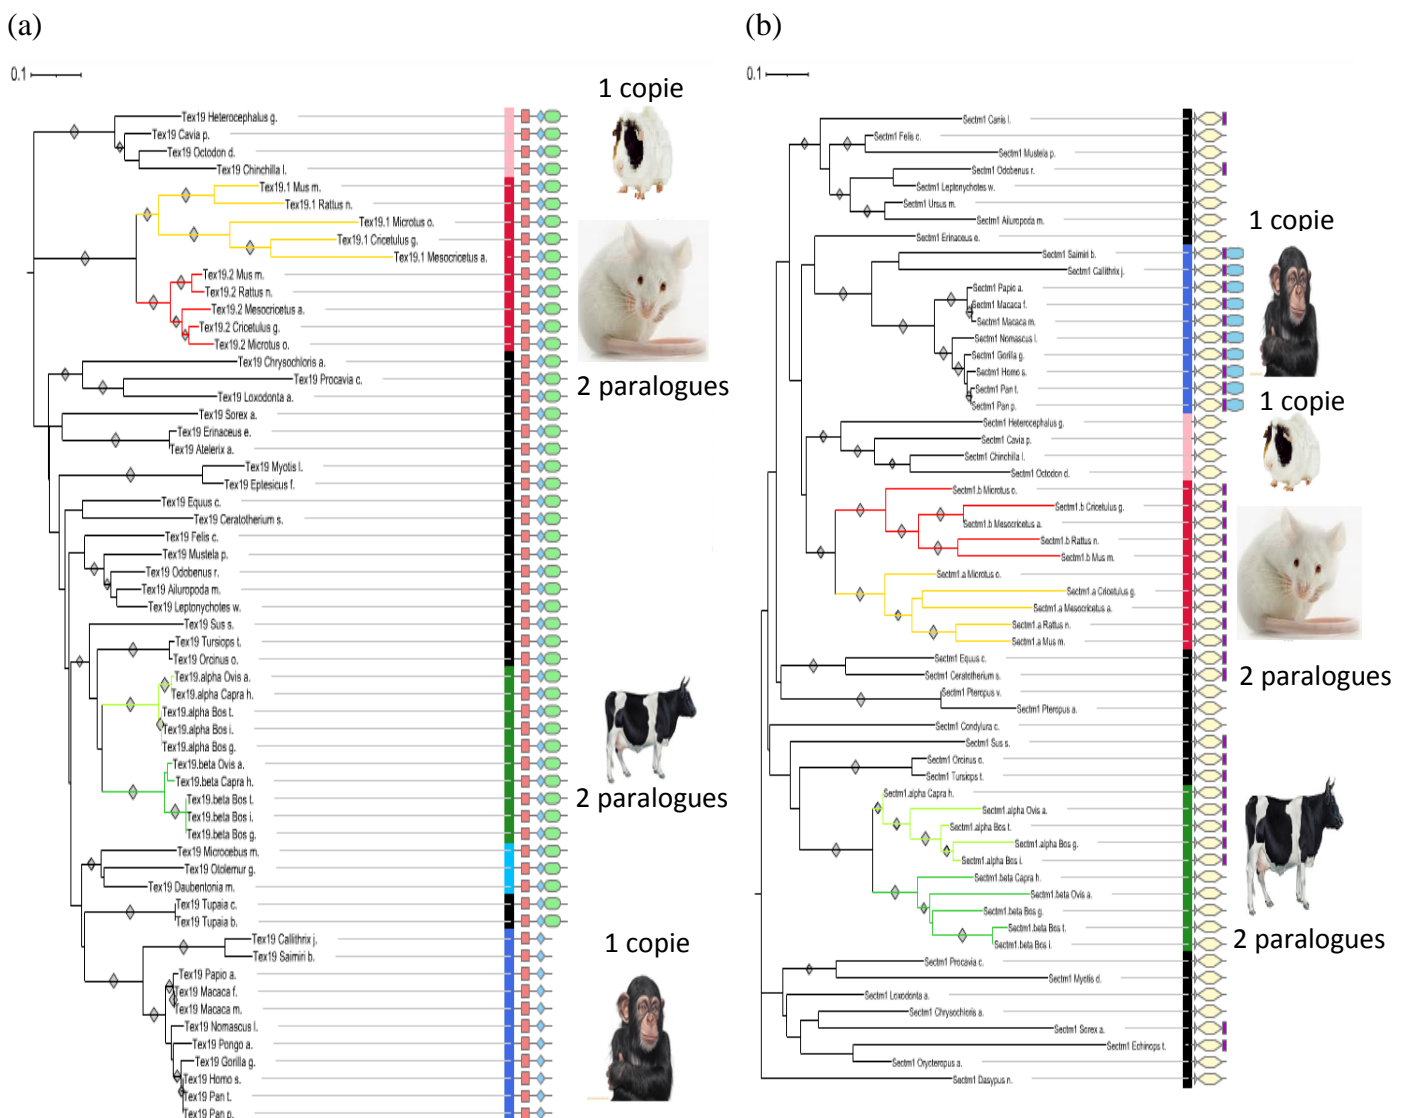 (a)
0.1
Tex19 Heterocephalus g.
Tex19 Cavia p.
Tex19 Octodon d.
Tex19 Chinchilla l.
Tex19.1 Mus m.
Tex19.1 Rattus n.
Tex19.1 Microtus o.
Tex19.1 Cricetulus g.
Tex19.1 Mesocricetus a.
Tex19.2 Mus m.
Tex19.2 Rattus n.
Tex19.2 Mesocricetus a.
Tex19.2 Cricetulus g.
Tex19.2 Microtus o.
Tex19 Chrysochloris a.
Tex19 Procavia c.
Tex19 Loxodonta a.
Tex19 Sorex a.
Tex19 Erinaceus e.
Tex19 Atelerix a.
Tex19 Myotis l.
Tex19 Eptesicus f.
Tex19 Equus c.
Tex19 Ceratotherium s.
Tex19 Felis c.
Tex19 Mustela p.
Tex19 Odobenus r.
Tex19 Ailuropoda m.
Tex19 Leptonychotes w.
Tex19 Sus s.
Tex19 Tursiops t.
Tex19 Orcinus o.
Tex19.alpha Ovis a.
Tex19.alpha Capra h.
Tex19.alpha Bos t.
Tex19.alpha Bos i.
Tex19.alpha Bos g.
Tex19.beta Ovis a.
Tex19.beta Capra h.
Tex19.beta Bos t.
Tex19.beta Bos i.
Tex19.beta Bos g.
Tex19 Microcebus m.
Tex19 Otolemur g.
Tex19 Daubentonia m.
Tex19 Tupaia c.
Tex19 Tupaia b.
Tex19 Callithrix j.
Tex19 Saimiri b.
Tex19 Papio a.
Tex19 Macaca f.
Tex19 Macaca m.
Tex19 Nomascus l.
Tex19 Pongo a.
Tex19 Gorilla g.
Tex19 Homo s.
Tex19 Pan t.
Tex19 Pan p.
1 copie
2 paralogues
2 paralogues
1 copie
(b)
0.1
Sectm1 Canis l.
Sectm1 Felis c.
Sectm1 Mustela p.
Sectm1 Odobenus r.
Sectm1 Leptonychotes w.
Sectm1 Ursus m.
Sectm1 Ailuropoda m.
Sectm1 Erinaceus e.
Sectm1 Saimiri b.
Sectm1 Callithrix j.
Sectm1 Papio a.
Sectm1 Macaca f.
Sectm1 Macaca m.
Sectm1 Nomascus l.
Sectm1 Gorilla g.
Sectm1 Homo s.
Sectm1 Pan t.
Sectm1 Pan p.
Sectm1 Heterocephalus g.
Sectm1 Cavia p.
Sectm1 Chinchilla l.
Sectm1 Octodon d.
Sectm1.b Microtus o.
Sectm1.b Cricetulus g.
Sectm1.b Mesocricetus a.
Sectm1.b Rattus n.
Sectm1.b Mus m.
Sectm1.a Microtus o.
Sectm1.a Cricetulus g.
Sectm1.a Mesocricetus a.
Sectm1.a Rattus n.
Sectm1.a Mus m.
Sectm1 Equus c.
Sectm1 Ceratotherium s.
Sectm1 Pteropus v.
Sectm1 Pteropus a.
Sectm1 Condylura c.
Sectm1 Sus s.
Sectm1 Orcinus o.
Sectm1 Tursiops t.
Sectm1.alpha Capra h.
Sectm1.alpha Ovis a.
Sectm1.alpha Bos t.
Sectm1.alpha Bos g.
Sectm1.alpha Bos i.
Sectm1.beta Capra h.
Sectm1.beta Ovis a.
Sectm1.beta Bos g.
Sectm1.beta Bos t.
Sectm1.beta Bos i.
Sectm1 Procavia c.
Sectm1 Myotis d.
Sectm1 Loxodonta a.
Sectm1 Chrysochloris a.
Sectm1 Sorex a.
Sectm1 Echinops t.
Sectm1 Orycteropus a.
Sectm1 Dasypus n.
1 copie
1 copie
2 paralogues
2 paralogues